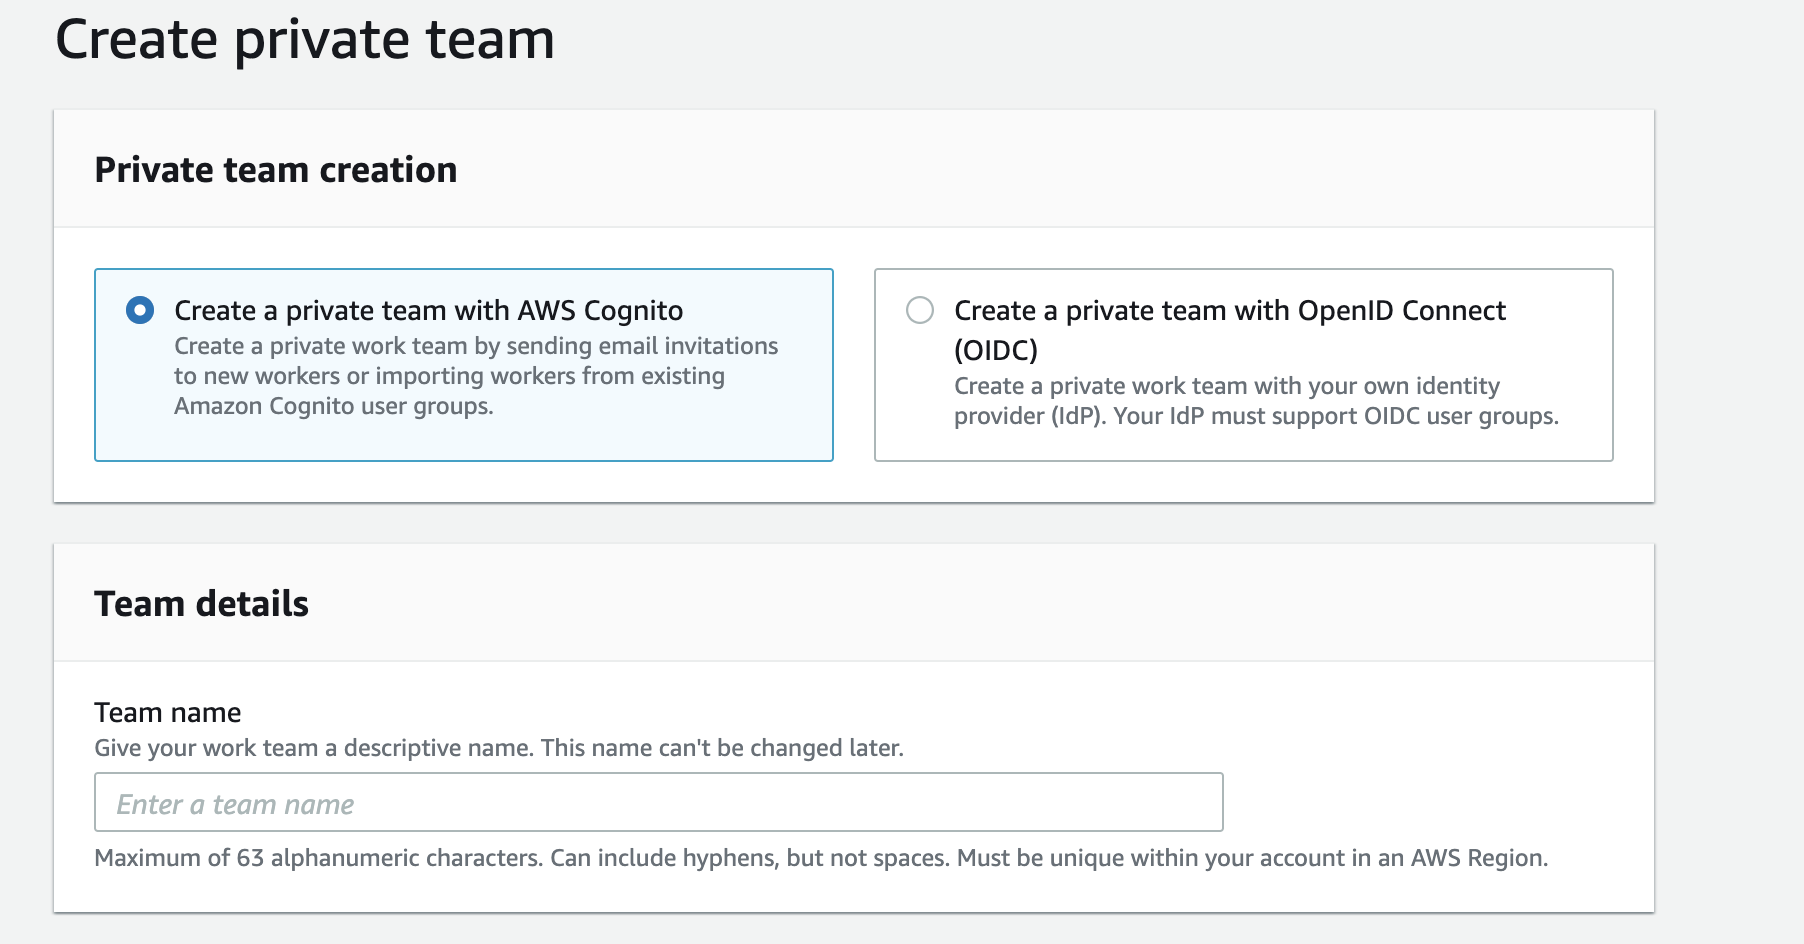 Create private team
Private team creation
Create a private team with AWS Cognito
Create a private work team by sending email invitations
to new workers or importing workers from existing
Amazon Cognito user groups.
Create a private team with OpenID Connect
(OIDC)
Create a private work team with your own identity
provider (IdP). Your IdP must support OIDC user groups.
Team details
Team name
Give your work team a descriptive name. This name can't be changed later.
Enter a team name
Maximum of 63 alphanumeric characters. Can include hyphens, but not spaces. Must be unique within your account in an AWS Region.